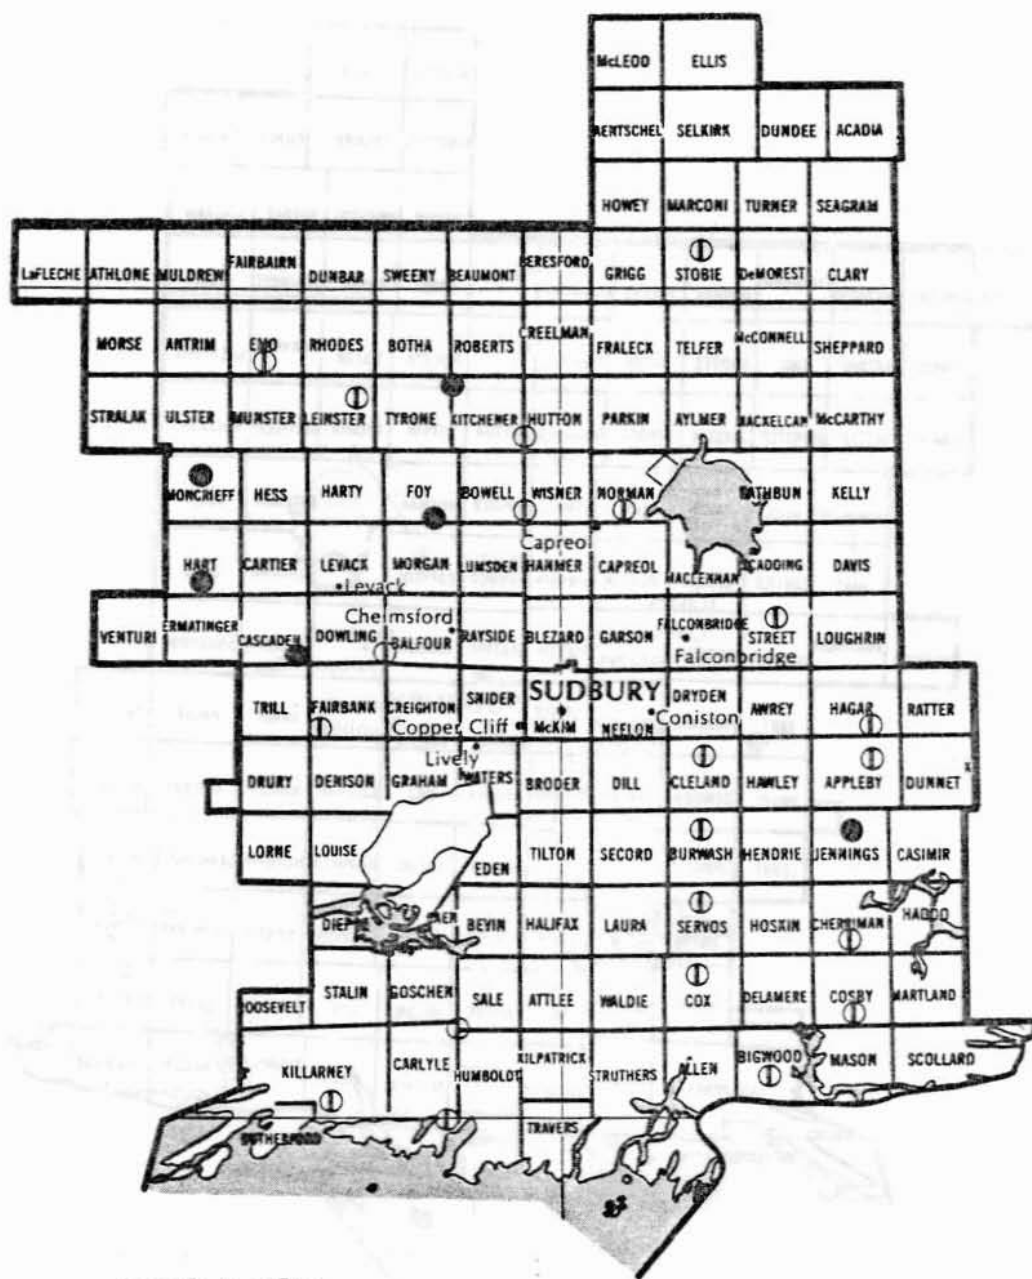 McLEOD ELLIS
AENTSCHEL SELKIRK DUNDEE ACADIA
HOWEY MARCONI TURNER SEAGRAM
LaFLECHE ATHLONE MULDREW FAIRBAIRN DUNBAR SWEENY BEAUMONT BERESFORD GRIGG STOBIE DeMOREST CLARY
MORSE ANTRIM EMO RHODES BOTHA ROBERTS CREELMAN FRALECK TELFER McCONNELL SHEPPARD
STRALAK ULSTER MUNSTER LEINSTER TYRONE KITCHENER HUTTON PARKIN AYLMER MACKELCAN McCARTHY
MONCRIEFF HESS HARTY FOY BOWELL WISNER NORMAN RATHBUN KELLY
Capreol
HART CARTIER LEVACK MORGAN LUMSDEN HANMER CAPREOL MACLENNAN SCADDING DAVIS
Levack
Chelmsford
VENTURI ERMATINGER CASCADEN DOWLING BALFOUR RAYSIDE BLEZARD GARSON FALCONBRIDGE STREET LOUGHRIN
Falconbridge
SUDBURY
TRILL FAIRBANK CREIGHTON SNIDER McKIM NEELON DRYDEN AWREY HAGAR RATTER
Copper Cliff Coniston
Lively
DRURY DENISON GRAHAM WATERS BRODER DILL CLELAND HAWLEY APPLEBY DUNNET
LORNE LOUISE EDEN TILTON SECORD BURWASH HENDRIE JENNINGS CASIMIR
BEVIN HALIFAX LAURA SERVOS HOSKIN CHERRIMAN HADDO
ROOSEVELT STALIN GOSCHEN SALE ATTLEE WALDIE COX DELAMERE COSBY MARTLAND
KILLARNEY CARLYLE HUMBOLDT KILPATRICK STRUTHERS ALLEN BIGWOOD MASON SCOLLARD
RUTHERFORD TRAVERS